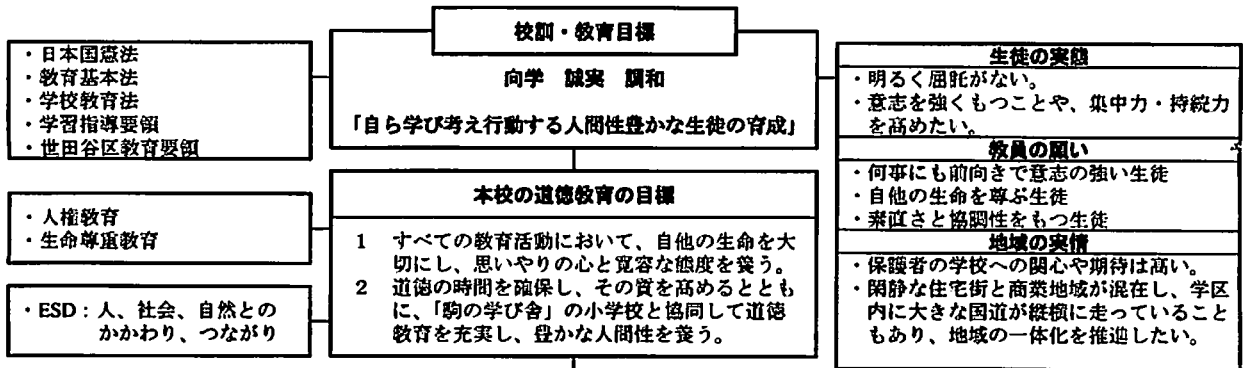 校訓・教育目標
向学　誠実　調和
「自ら学び考え行動する人間性豊かな生徒の育成」
・日本国憲法
・教育基本法
・学校教育法
・学習指導要領
・世田谷区教育要領
・人権教育
・生命尊重教育
・ESD：人、社会、自然との
かかわり、つながり
本校の道徳教育の目標
1　すべての教育活動において、自他の生命を大
切にし、思いやりの心と寛容な態度を養う。
2　道徳の時間を確保し、その質を高めるととも
に、「駒の学び舎」の小学校と協同して道徳
教育を充実し、豊かな人間性を養う。
生徒の実態
・明るく屈託がない。
・意志を強くもつことや、集中力・持続力
を高めたい。
教員の願い
・何事にも前向きで意志の強い生徒
・自他の生命を尊ぶ生徒
・素直さと協調性をもつ生徒
地域の実情
・保護者の学校への関心や期待は高い。
・閑静な住宅街と商業地域が混在し、学区
内に大きな国道が縦横に走っていること
もあり、地域の一体化を推進したい。